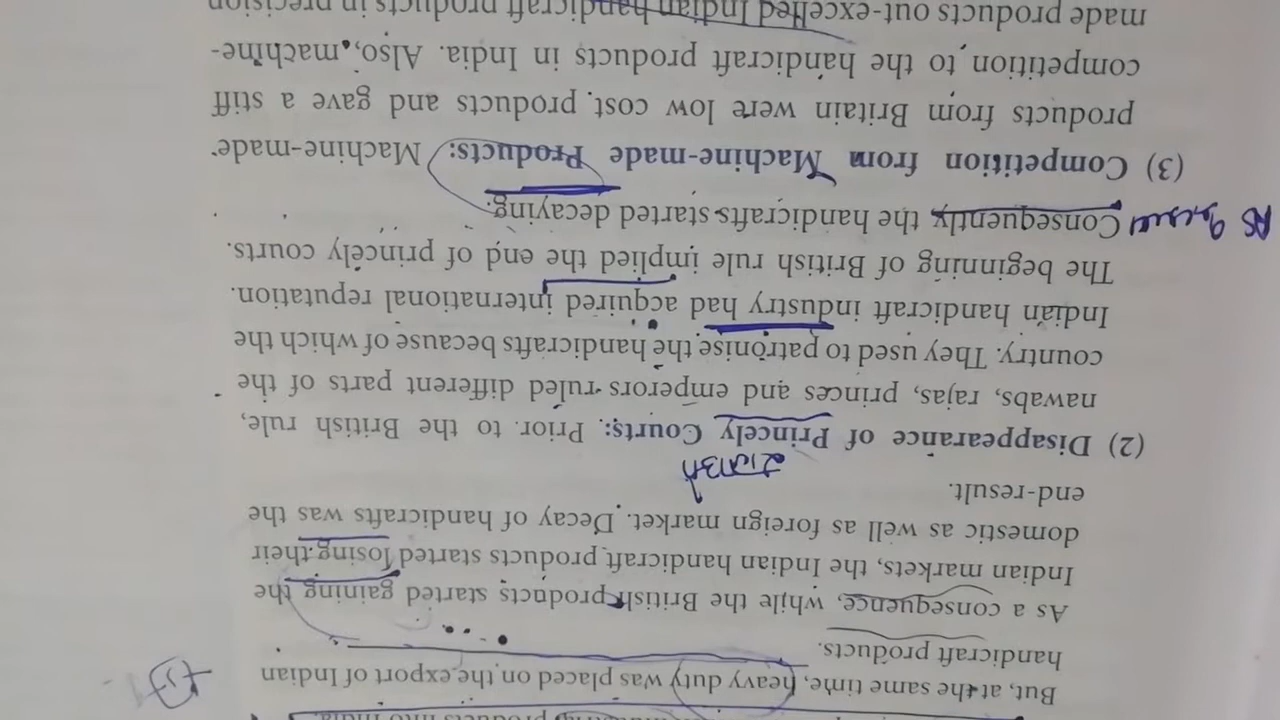 products into India.
But, at the same time, heavy duty was placed on the export of Indian
handicraft products.
As a consequence, while the British products started gaining the
Indian markets, the Indian handicraft products started losing their
domestic as well as foreign market. Decay of handicrafts was the
end-result.
(2) Disappearance of Princely Courts: Prior to the British rule,
nawabs, rajas, princes and emperors ruled different parts of the
country. They used to patronise the handicrafts because of which the
Indian handicraft industry had acquired international reputation.
The beginning of British rule implied the end of princely courts.
Consequently, the handicrafts started decaying.
(3) Competition from Machine-made Products: Machine-made
products from Britain were low cost products and gave a stiff
competition to the handicraft products in India. Also, machine-
made products out-excelled Indian handicraft products in precision